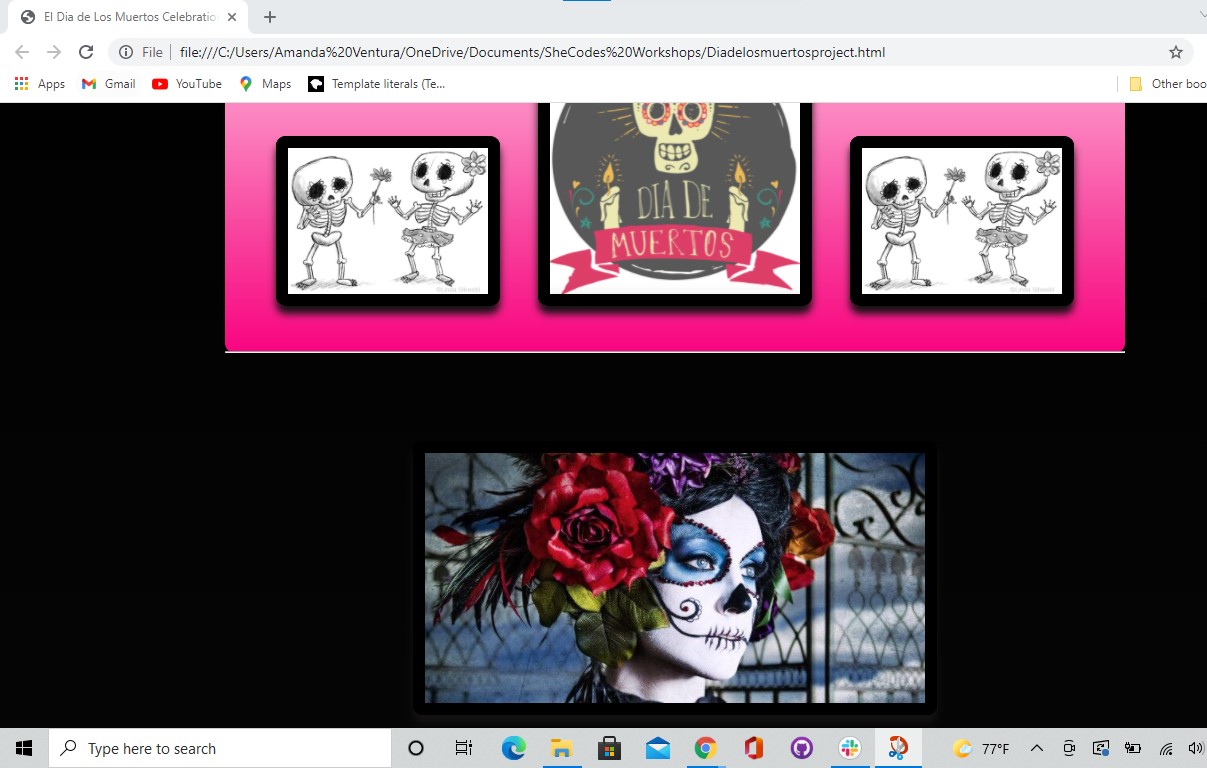 El Dia de Los Muertos Celebratio
File
file:///C:/Users/Amanda%20Ventura/OneDrive/Documents/SheCodes%20Workshops/Diadelosmuertosproject.html
Apps
Gmail
YouTube
Maps
Template literals (Te...
Other boo
DIA DE
MUERTOS
Type here to search
77°F